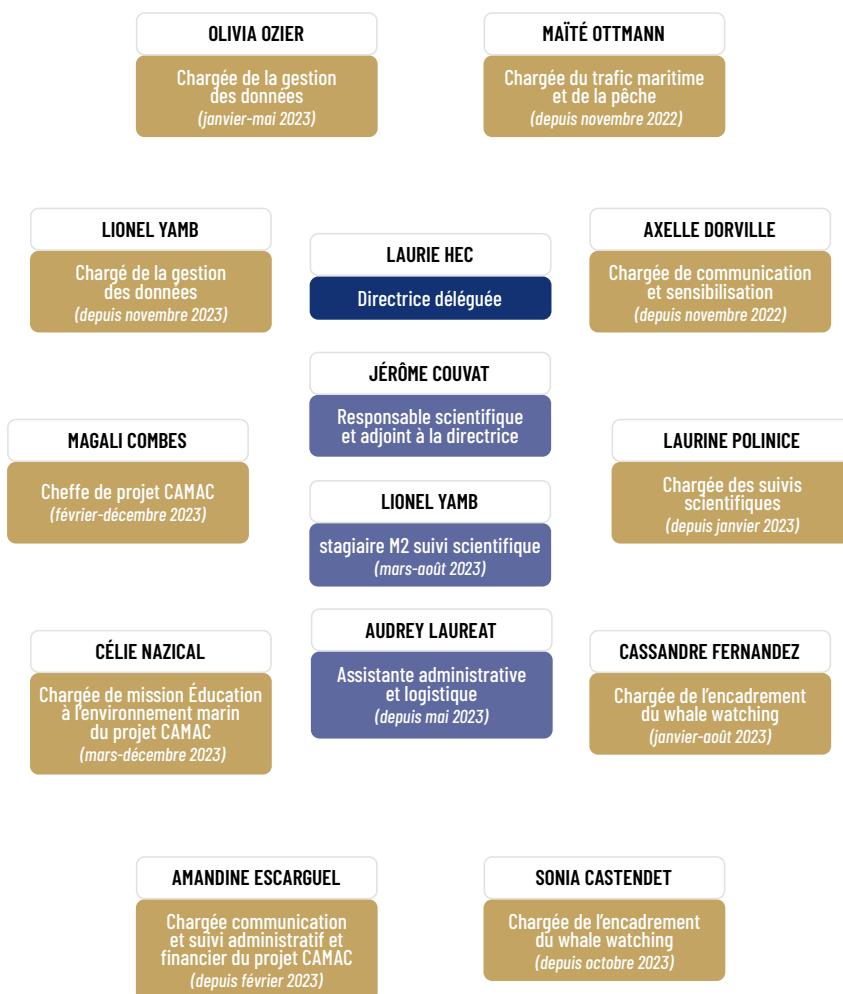 OLIVIA OZIER
Chargée de la gestion
des données
(janvier-mai 2023)
MAÏTÉ OTTMANN
Chargée du trafic maritime
et de la pêche
(depuis novembre 2022)
LIONEL YAMB
Chargé de la gestion
des données
(depuis novembre 2023)
LAURIE HEC
Directrice déléguée
AXELLE DORVILLE
Chargée de communication
et sensibilisation
(depuis novembre 2022)
JÉRÔME COUVAT
Responsable scientifique
et adjoint à la directrice
MAGALI COMBES
Cheffe de projet CAMAC
(février-décembre 2023)
LAURINE POLINICE
Chargée des suivis
scientifiques
(depuis janvier 2023)
LIONEL YAMB
stagiaire M2 suivi scientifique
(mars-août 2023)
CÉLIE NAZICAL
Chargée de mission Éducation
à l'environnement marin
du projet CAMAC
(mars-décembre 2023)
AUDREY LAUREAT
Assistante administrative
et logistique
(depuis mai 2023)
CASSANDRE FERNANDEZ
Chargée de l'encadrement
du whale watching
(janvier-août 2023)
AMANDINE ESCARGUEL
Chargée communication
et suivi administratif et
financier du projet CAMAC
(depuis février 2023)
SONIA CASTENDET
Chargée de l'encadrement
du whale watching
(depuis octobre 2023)